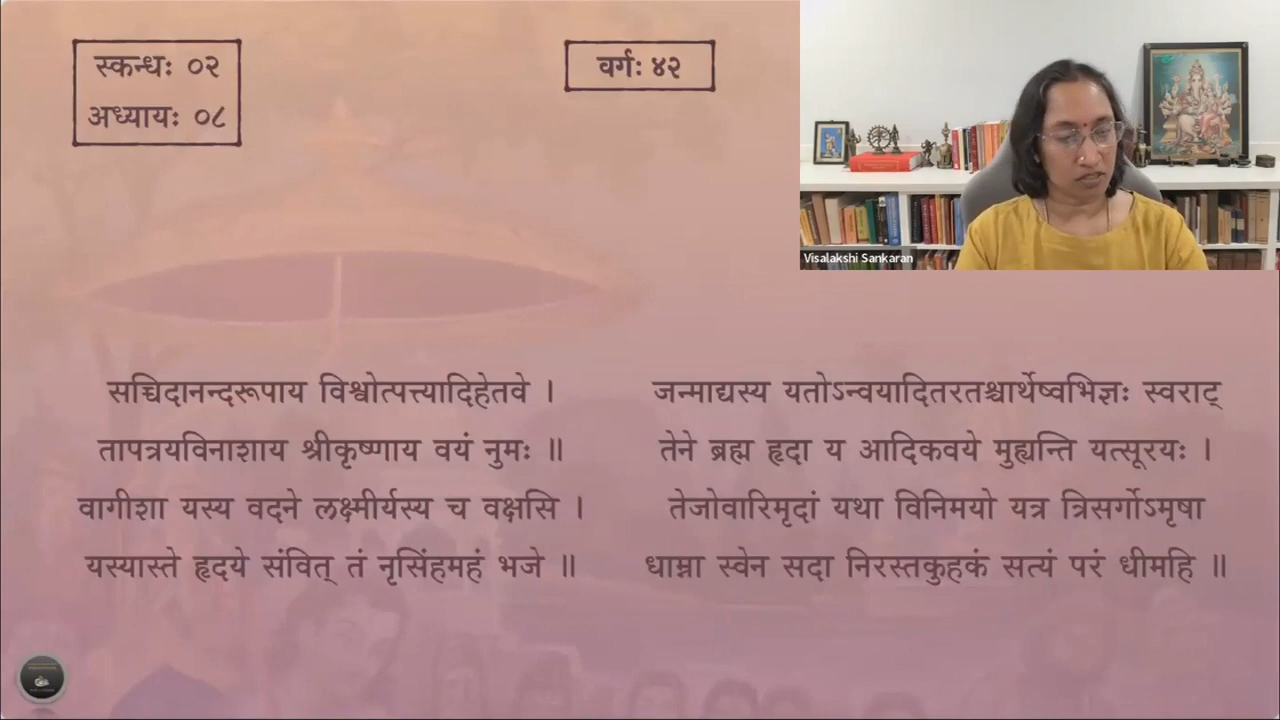 स्कन्धः ०२
अध्यायः ०८
वर्गः ४२
Visalakshi Sankaran
सच्चिदानन्दरूपाय विश्वोत्पत्त्यादिहेतवे ।
तापत्रयविनाशाय श्रीकृष्णाय वयं नुमः ॥
वागीशा यस्य वदने लक्ष्मीर्यस्य च वक्षसि ।
यस्यास्ते हृदये संवित् तं नृसिंहमहं भजे ॥
जन्माद्यस्य यतोऽन्वयादितरतश्चार्थेष्वभिज्ञः स्वराट्
तेने ब्रह्म हृदा य आदिकवये मुह्यन्ति यत्सूरयः ।
तेजोवारिमृदां यथा विनिमयो यत्र त्रिसर्गोऽमृषा
धाम्ना स्वेन सदा निरस्तकुहकं सत्यं परं धीमहि ॥